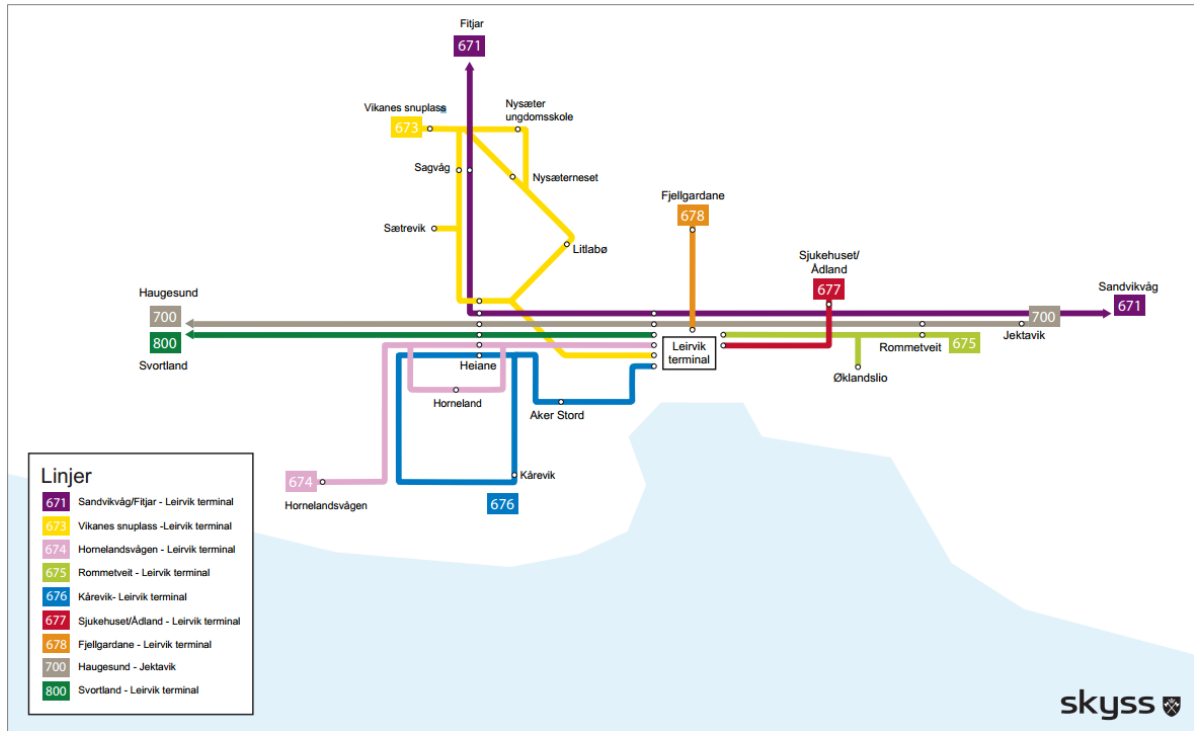 Fitjar
671
Vikanes snuplass
673
Nysæter
ungdomsskole
Sagvåg
Nysæterneset
Fjellgardane
678
Sætrevik
Litlabø
Sjukehuset/
Ådland
677
Haugesund
700
Sandvikvåg
671
700
Jektavik
800
Svortland
Leirvik
terminal
Rommetveit
675
Heiane
Øklandslio
Horneland
Aker Stord
Kårevik
674
Hornelandsvågen
676
Linjer
671 Sandvikvåg/Fitjar - Leirvik terminal
673 Vikanes snuplass -Leirvik terminal
674 Hornelandsvågen - Leirvik terminal
675 Rommetveit - Leirvik terminal
676 Kårevik- Leirvik terminal
677 Sjukehuset/Ådland - Leirvik terminal
678 Fjellgardane - Leirvik terminal
700 Haugesund - Jektavik
800 Svortland - Leirvik terminal
skyss